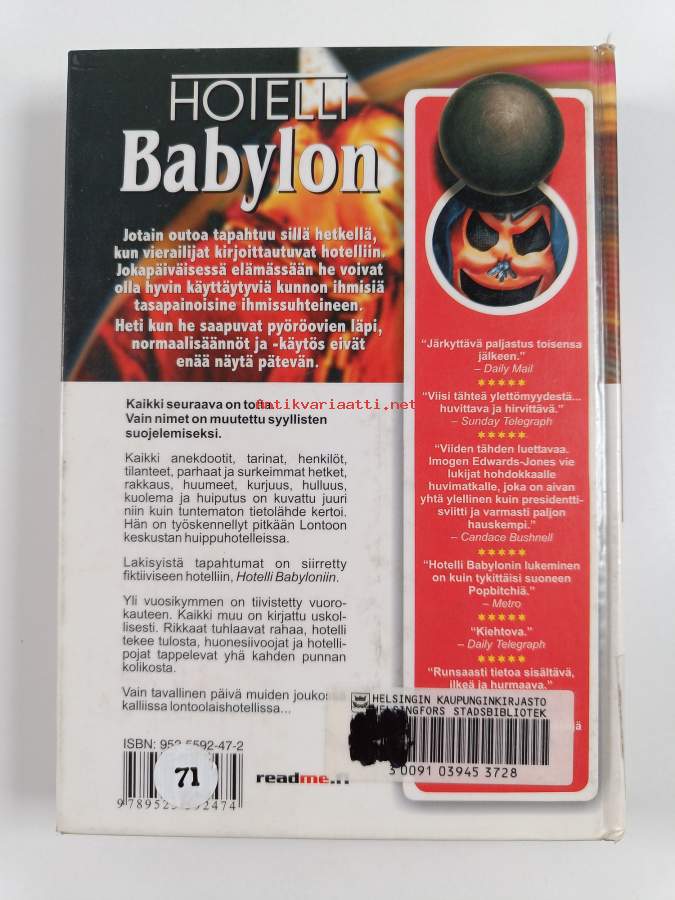 HOTELLI
Babylon
Jotain outoa tapahtuu sillä hetkellä,
kun vierailijat kirjoittautuvat hotelliin.
Jokapäiväisessä elämässään he voivat
olla hyvin käyttäytyviä kunnon ihmisiä
tasapainoisine ihmissuhteineen.
Heti kun he saapuvat pyöröovien läpi,
normaalisäännöt ja -käytös eivät
enää näytä pätevän.
Kaikki seuraava on totta.
Vain nimet on muutettu syyllisten
suojelemiseksi.
antikvariaatti.net
Kaikki anekdootit, tarinat, henkilöt,
tilanteet, parhaat ja surkeimmat hetket,
rakkaus, huumeet, kurjuus, hulluus,
kuolema ja huiputus on kuvattu juuri
niin kuin tuntematon tietolähde kertoi.
Hän on työskennellyt pitkään Lontoon
keskustan huippuhotelleissa.
Lakisyistä tapahtumat on siirretty
fiktiiviseen hotelliin, Hotelli Babyloniin.
Yli vuosikymmen on tiivistetty vuoro-
kauteen. Kaikki muu on kirjattu uskol-
lisesti. Rikkaat tuhlaavat rahaa, hotelli
tekee tulosta, huonesiivoojat ja hotelli-
pojat tappelevat yhä kahden punnan
kolikosta.
Vain tavallinen päivä muiden joukossa
kalliissa lontoolaishotellissa...
ISBN: 952-5592-47-2
71
9789525592474
readme.fi
“Järkyttävä paljastus toisensa
jälkeen.”
– Daily Mail
“Viisi tähteä ylettömyydestä...
huvittava ja hirvittävä.”
– Sunday Telegraph
“Viiden tähden luettavaa.
Imogen Edwards-Jones vie
lukijat hohdokkaalle
huvimatkalle, joka on aivan
yhtä ylellinen kuin presidentti-
sviitti ja varmasti paljon
hauskempi.”
– Candace Bushnell
“Hotelli Babylonin lukeminen
on kuin tykittäisi suoneen
Popbitchiä.”
– Metro
“Kiehtova.”
– Daily Telegraph
“Runsaasti tietoa sisältävä,
ilkeä ja hurmaava.”
HELSINGIN KAUPUNGINKIRJASTO
HELSINGFORS STADSBIBLIOTEK
3 0091 03945 3728